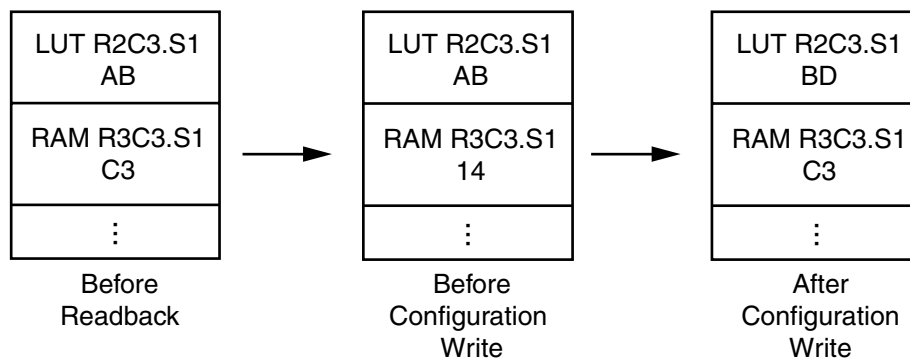 LUT R2C3.S1
AB
RAM R3C3.S1
C3
⋮
Before
Readback
LUT R2C3.S1
AB
RAM R3C3.S1
14
⋮
Before
Configuration
Write
LUT R2C3.S1
BD
RAM R3C3.S1
C3
⋮
After
Configuration
Write